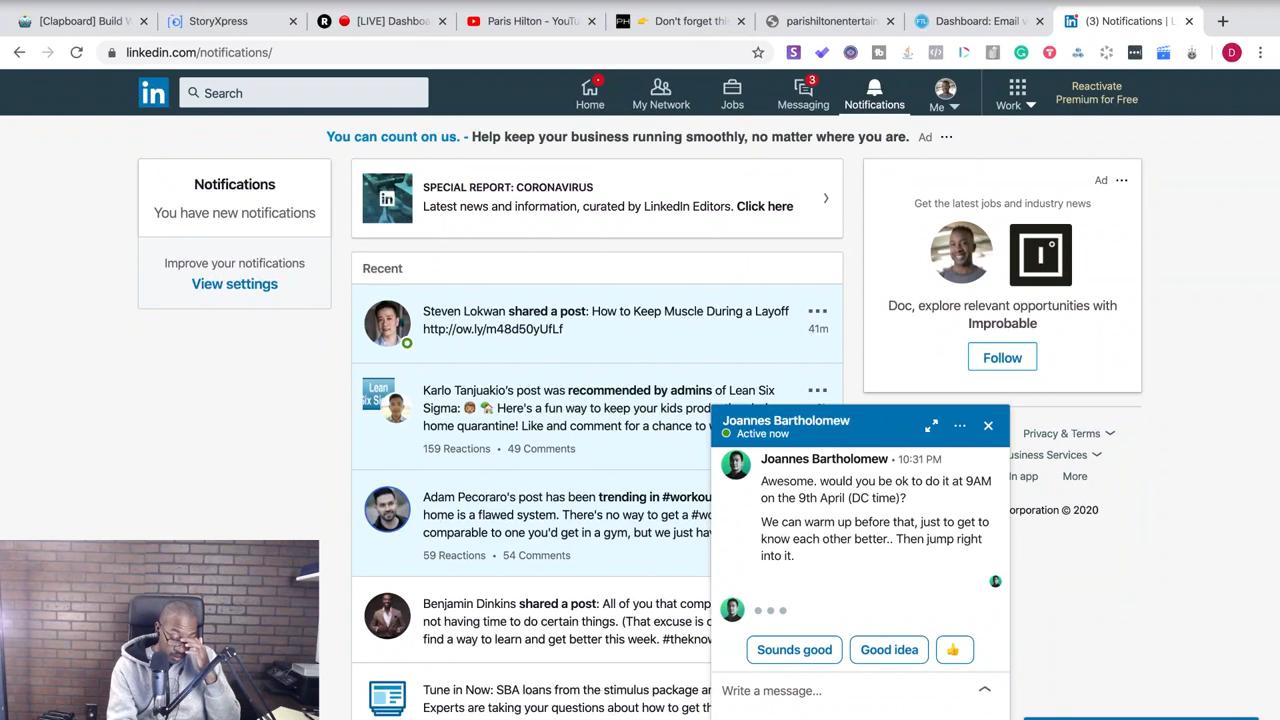 [Clapboard] Build W
StoryXpress
[LIVE] Dashboa
Paris Hilton - YouTu
Don't forget this
parishiltonentertain
Dashboard: Email v
(3) Notifications | L
linkedin.com/notifications/
Search
Home
My Network
Jobs
3
Messaging
Notifications
Me
Work
Reactivate
Premium for Free
You can count on us. - Help keep your business running smoothly, no matter where you are. Ad
Notifications
You have new notifications
Improve your notifications
View settings
SPECIAL REPORT: CORONAVIRUS
Latest news and information, curated by LinkedIn Editors. Click here
Recent
Steven Lokwan shared a post: How to Keep Muscle During a Layoff
http://ow.ly/m48d50yUfLf
41m
Lean
Six Sigma
Karlo Tanjuakio's post was recommended by admins of Lean Six
Sigma: Here's a fun way to keep your kids prod
home quarantine! Like and comment for a chance to
159 Reactions • 49 Comments
Adam Pecoraro's post has been trending in #workou
home is a flawed system. There's no way to get a #wo
comparable to one you'd get in a gym, but we just hav
59 Reactions • 54 Comments
Benjamin Dinkins shared a post: All of you that comp
not having time to do certain things. (That excuse is c
find a way to learn and get better this week. #theknow
Tune in Now: SBA loans from the stimulus package ar
Experts are taking your questions about how to get th
Ad
Get the latest jobs and industry news
Doc, explore relevant opportunities with
Improbable
Follow
Privacy & Terms
usiness Services
n app
More
orporation © 2020
Joannes Bartholomew
Active now
Joannes Bartholomew • 10:31 PM
Awesome. would you be ok to do it at 9AM
on the 9th April (DC time)?
We can warm up before that, just to get to
know each other better.. Then jump right
into it.
Sounds good
Good idea
Write a message...